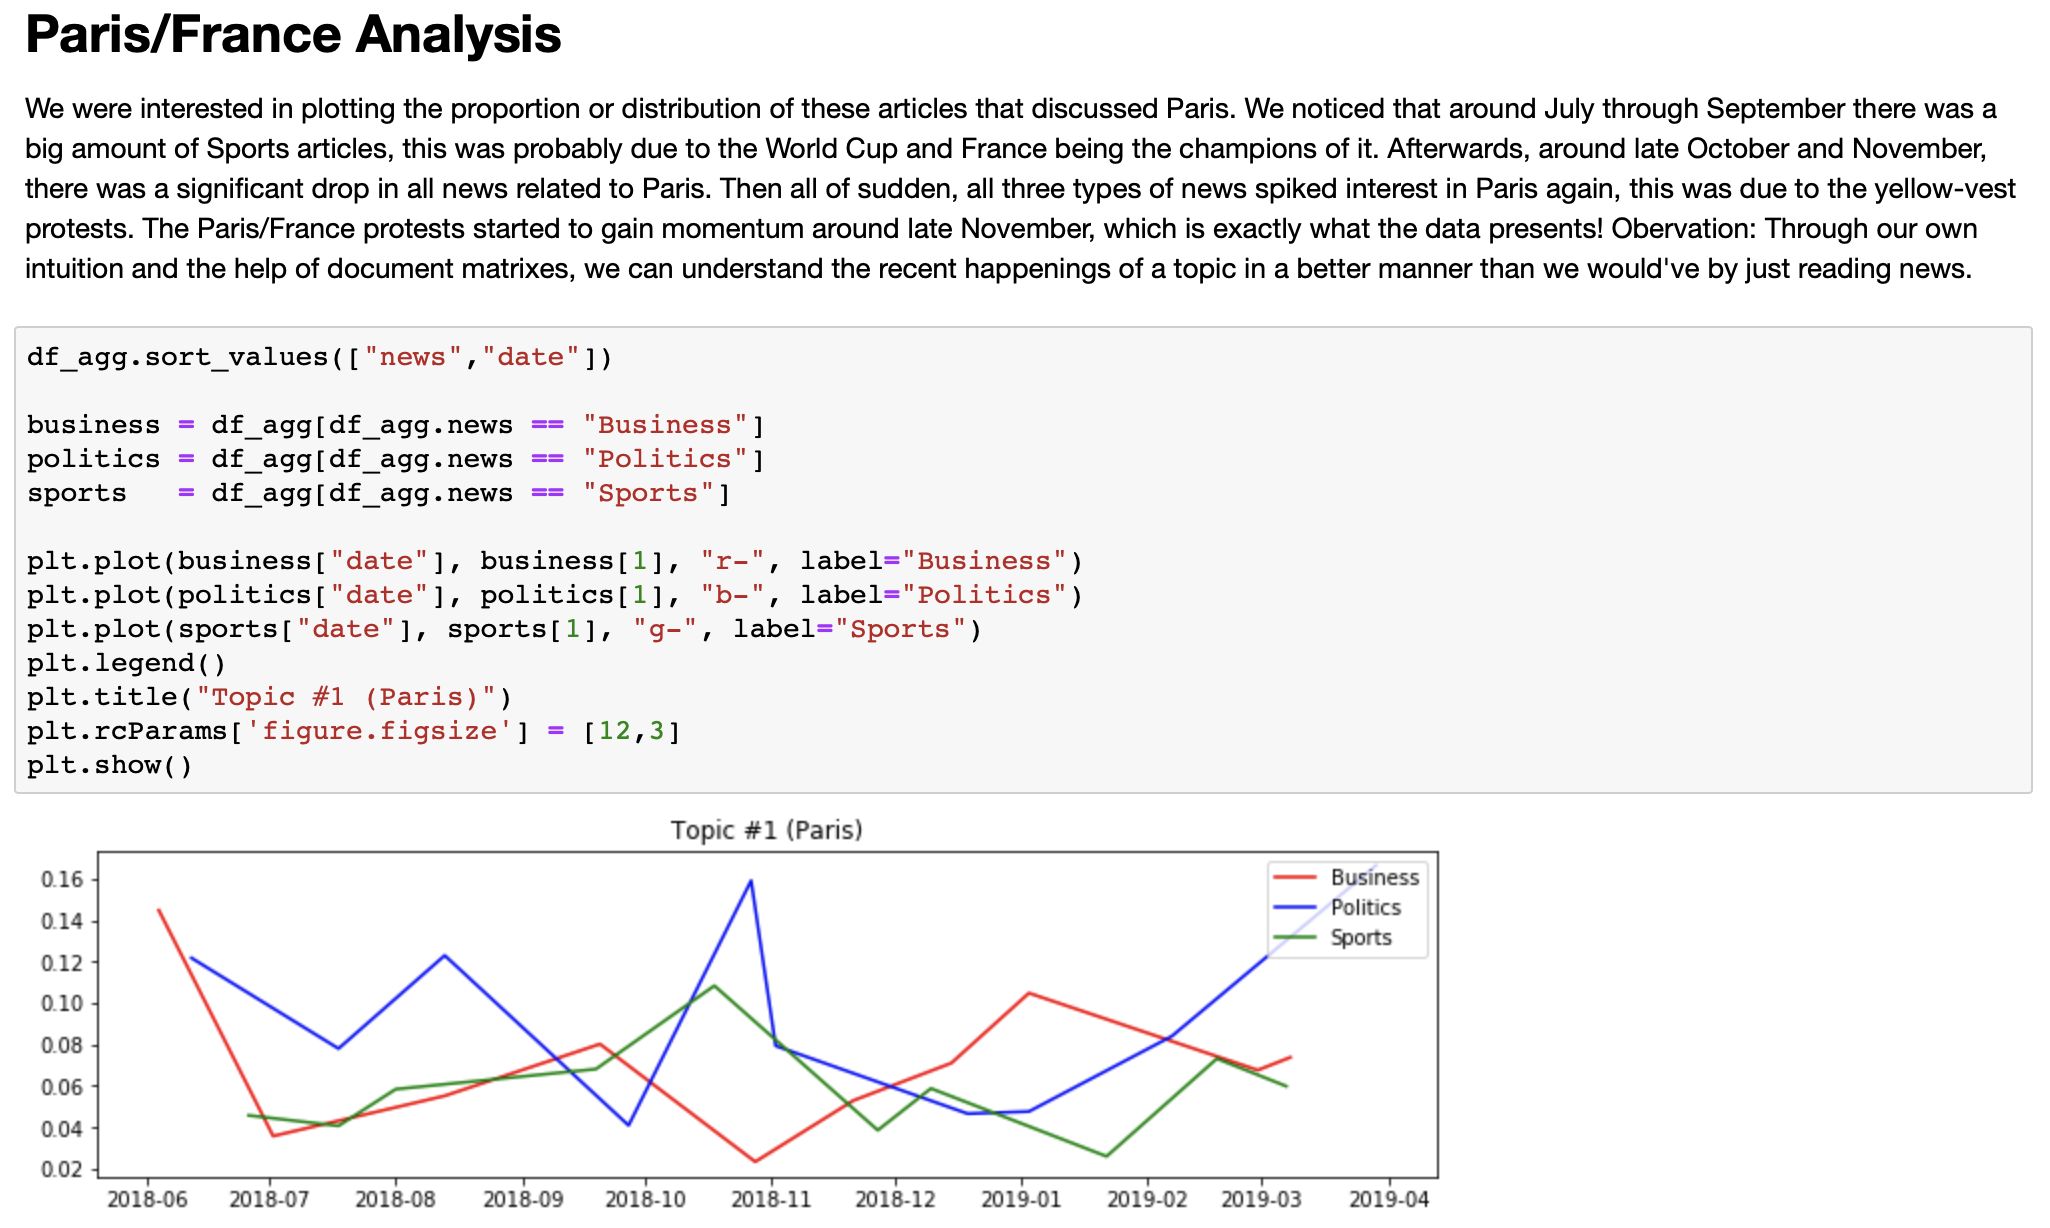 Paris/France Analysis
We were interested in plotting the proportion or distribution of these articles that discussed Paris. We noticed that around July through September there was a
big amount of Sports articles, this was probably due to the World Cup and France being the champions of it. Afterwards, around late October and November,
there was a significant drop in all news related to Paris. Then all of sudden, all three types of news spiked interest in Paris again, this was due to the yellow-vest
protests. The Paris/France protests started to gain momentum around late November, which is exactly what the data presents! Obervation: Through our own
intuition and the help of document matrixes, we can understand the recent happenings of a topic in a better manner than we would've by just reading news.
df_agg.sort_values(["news","date"])
business = df_agg[df_agg.news == "Business"]
politics = df_agg[df_agg.news == "Politics"]
sports   = df_agg[df_agg.news == "Sports"]
plt.plot(business["date"], business[1], "r-", label="Business")
plt.plot(politics["date"], politics[1], "b-", label="Politics")
plt.plot(sports["date"], sports[1], "g-", label="Sports")
plt.legend()
plt.title("Topic #1 (Paris)")
plt.rcParams['figure.figsize'] = [12,3]
plt.show()
Topic #1 (Paris)
0.16
0.14
0.12
0.10
0.08
0.06
0.04
0.02
Business
Politics
Sports
2018-06 2018-07 2018-08 2018-09 2018-10 2018-11 2018-12 2019-01 2019-02 2019-03 2019-04